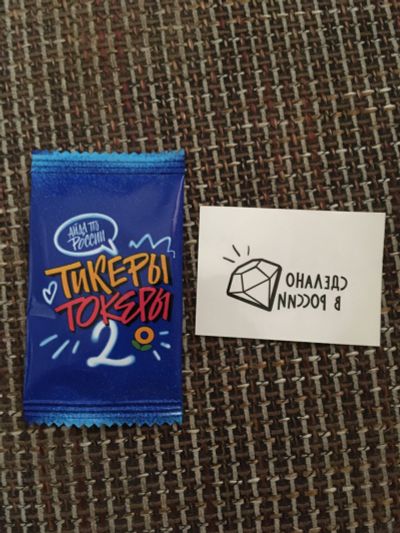 АЙДА ПО
РОССИИ
ТИКЕРЫ
ТОКЕРЫ
2
СДЕЛАНО
В РОССИИ